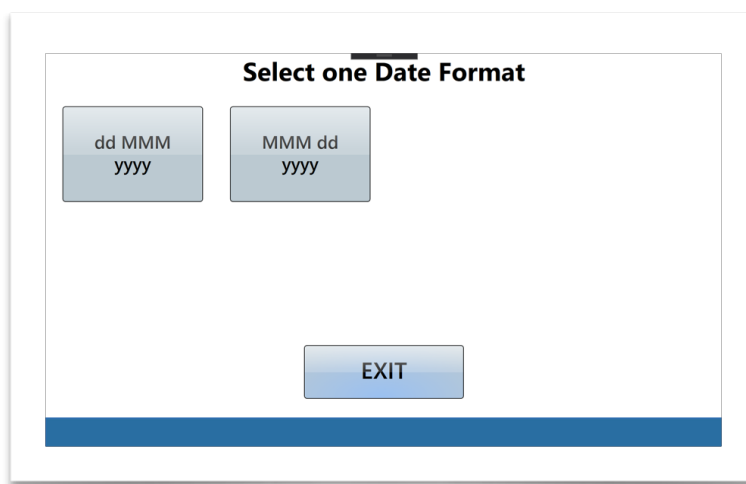 Select one Date Format
dd MMM
yyyy
MMM dd
yyyy
EXIT